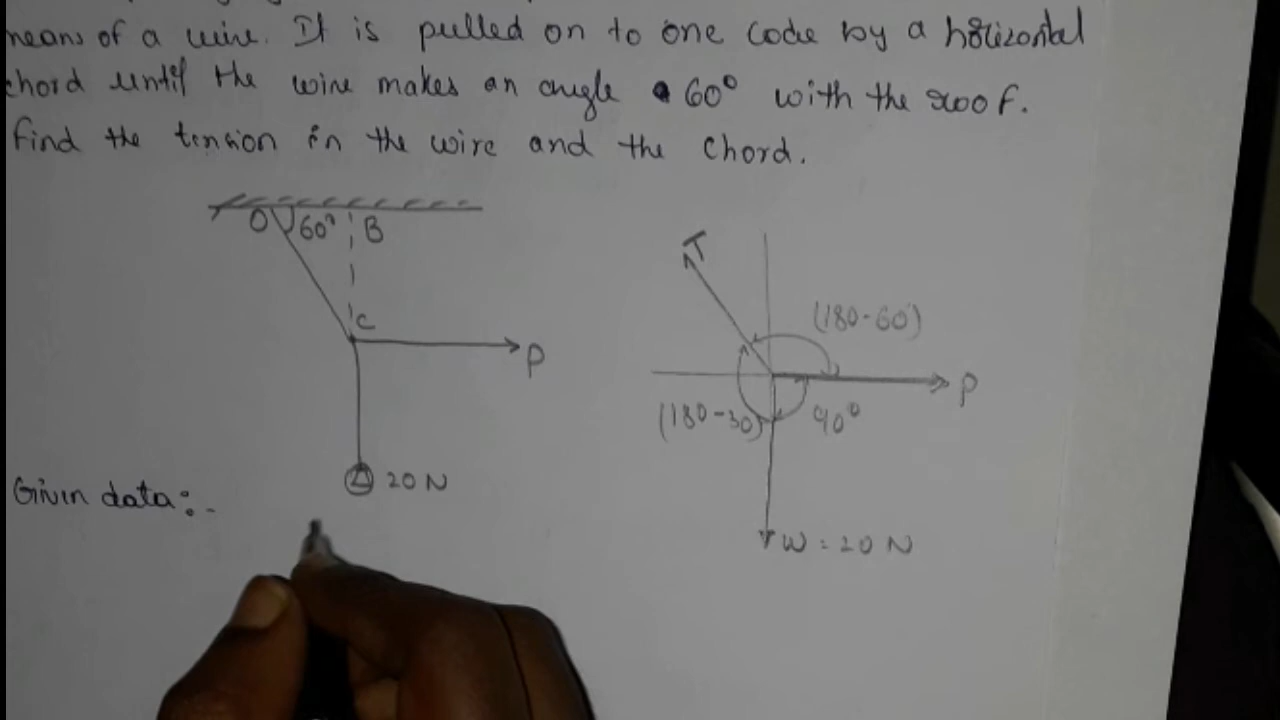 means of a wire. It is pulled on to one code by a horizontal
chord until the wire makes an angle 60° with the roof.
Find the tension in the wire and the chord.
O 60° B
C
P
20 N
T
(180-60)
P
(180-30)
90°
W = 20 N
Given data:-